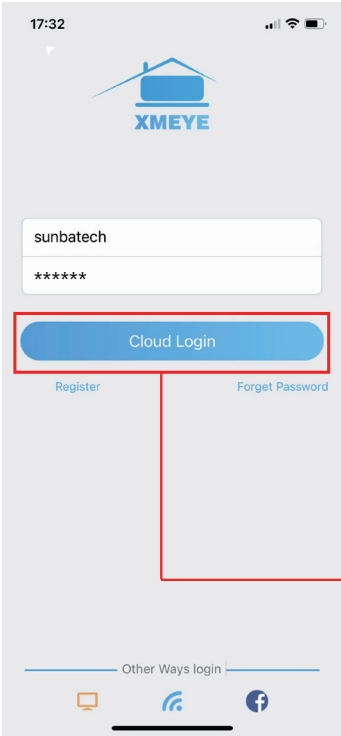 17:32
XMEYE
sunbatech
******
Cloud Login
Register
Forget Password
Other Ways login